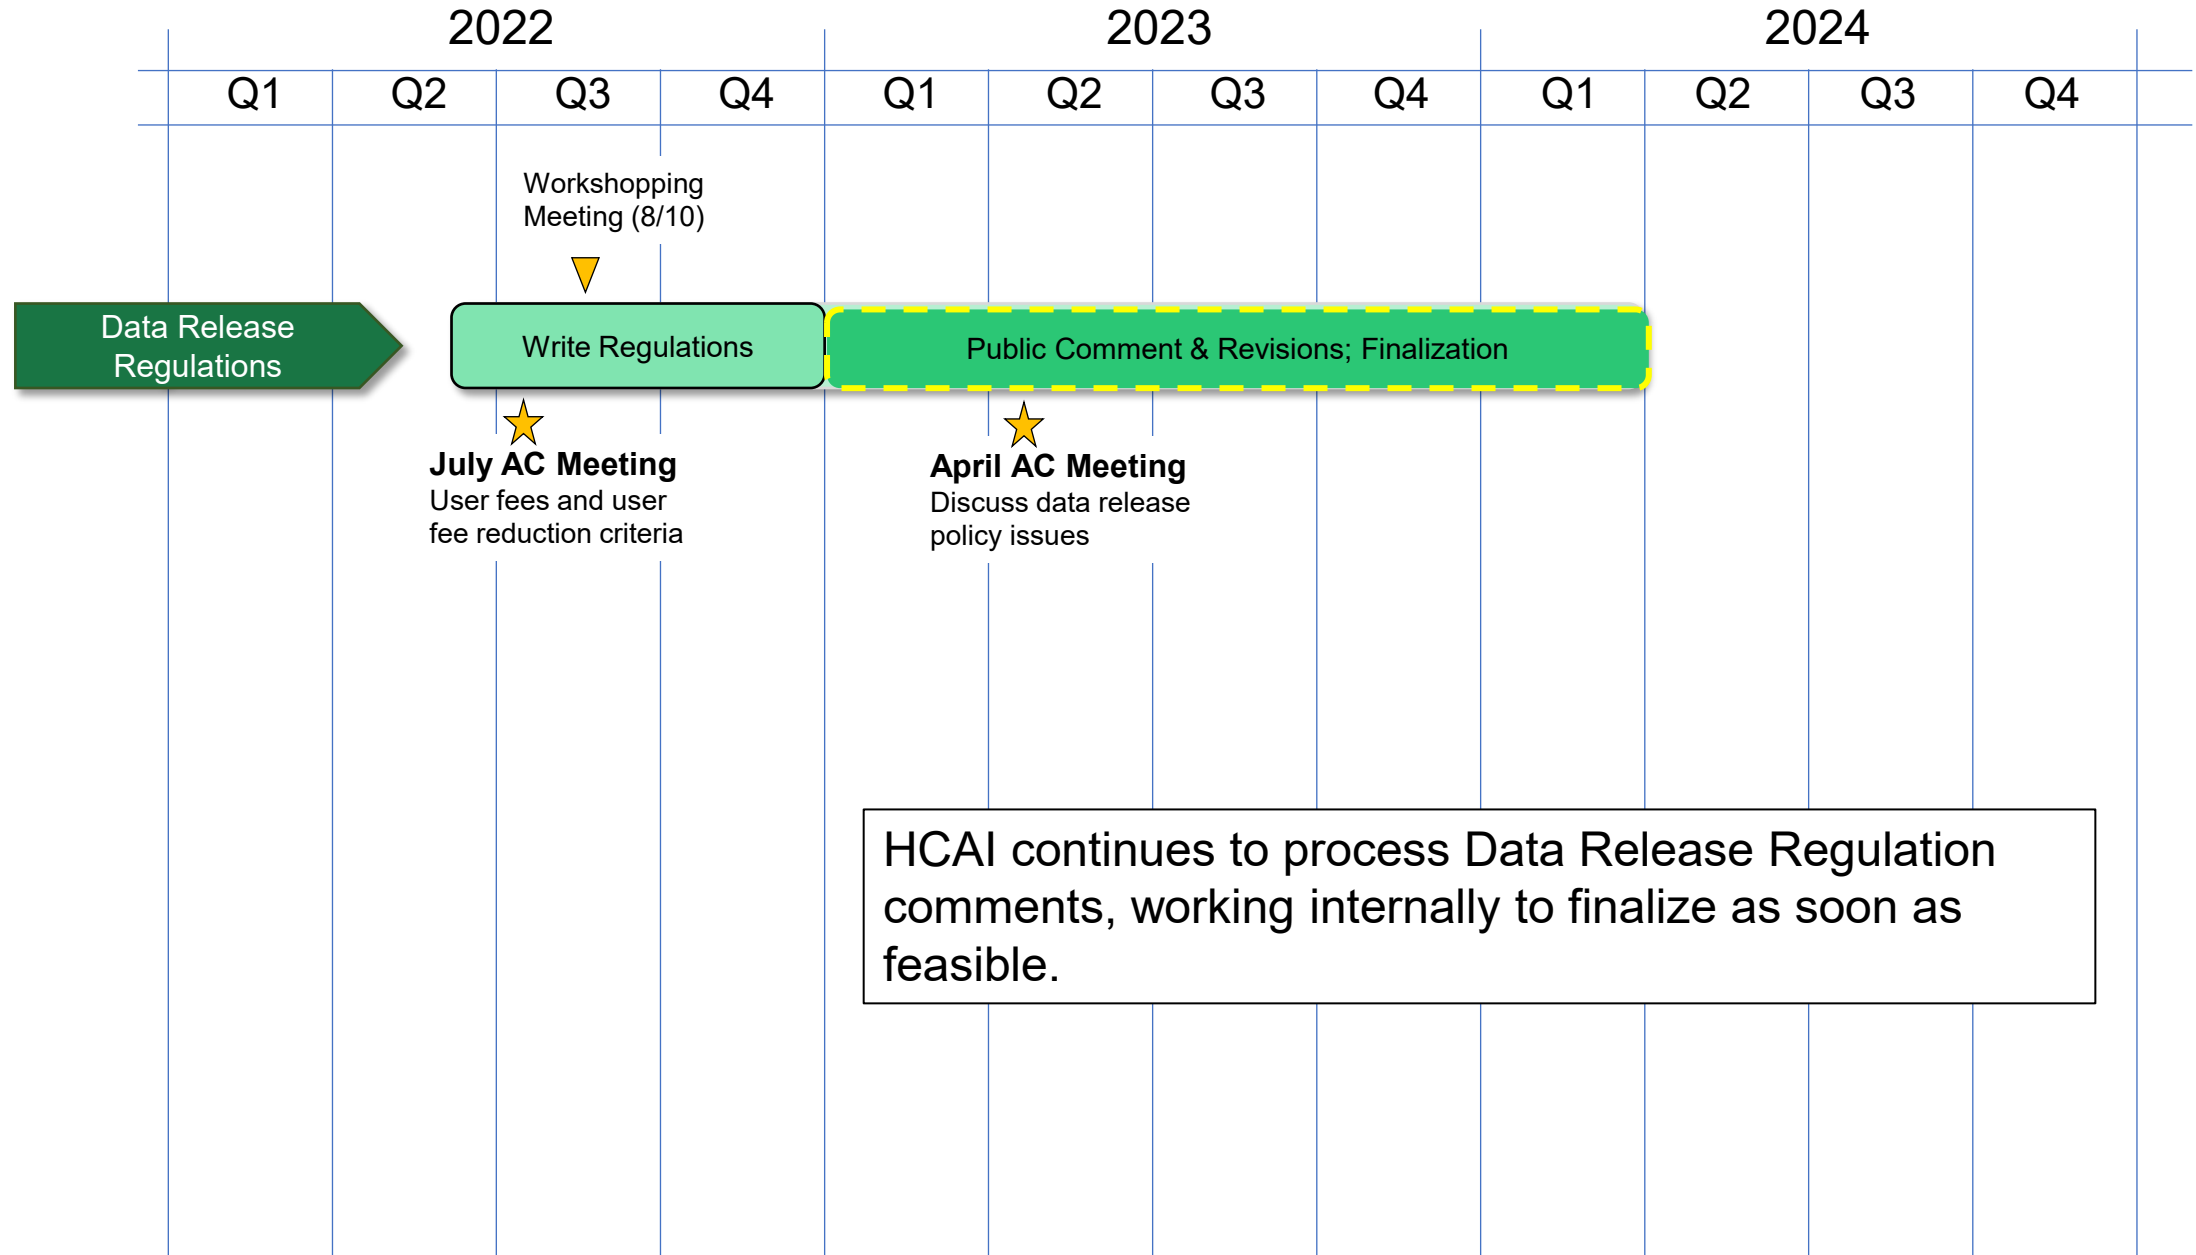 2022 2023 2024
Q1 Q2 Q3 Q4 Q1 Q2 Q3 Q4 Q1 Q2 Q3 Q4
Workshopping
Meeting (8/10)
Data Release
Regulations
Write Regulations
Public Comment & Revisions; Finalization
July AC Meeting
User fees and user
fee reduction criteria
April AC Meeting
Discuss data release
policy issues
HCAI continues to process Data Release Regulation
comments, working internally to finalize as soon as
feasible.